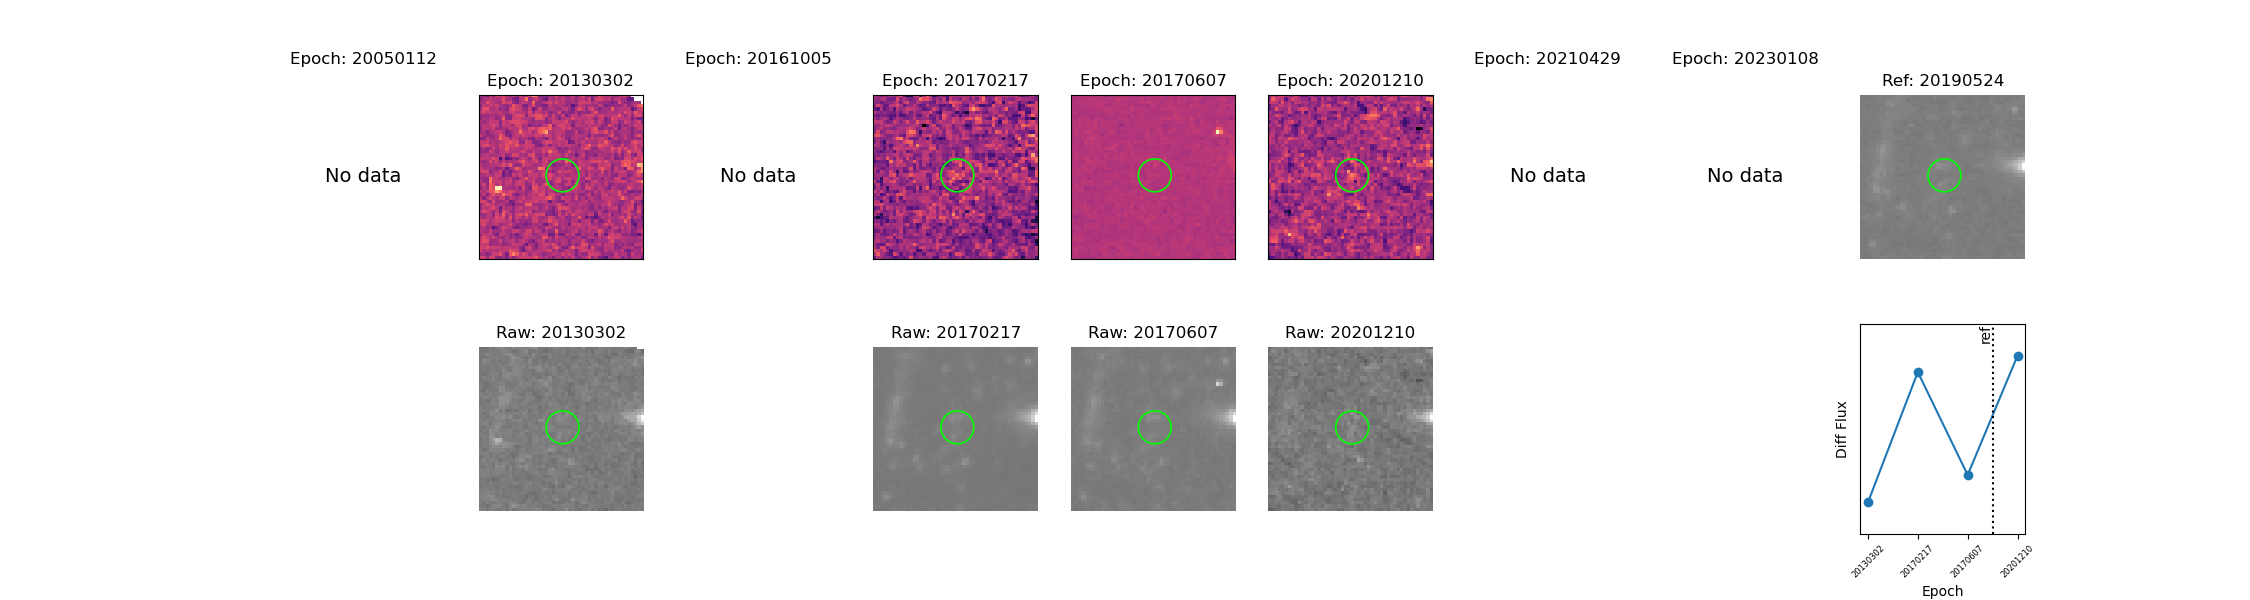 Epoch: 20050112
Epoch: 20130302
Epoch: 20161005
Epoch: 20170217
Epoch: 20170607
Epoch: 20201210
Epoch: 20210429
Epoch: 20230108
Ref: 20190524
No data
No data
No data
No data
Raw: 20130302
Raw: 20170217
Raw: 20170607
Raw: 20201210
ref
Diff Flux
20130302
20170217
20170607
20201210
Epoch